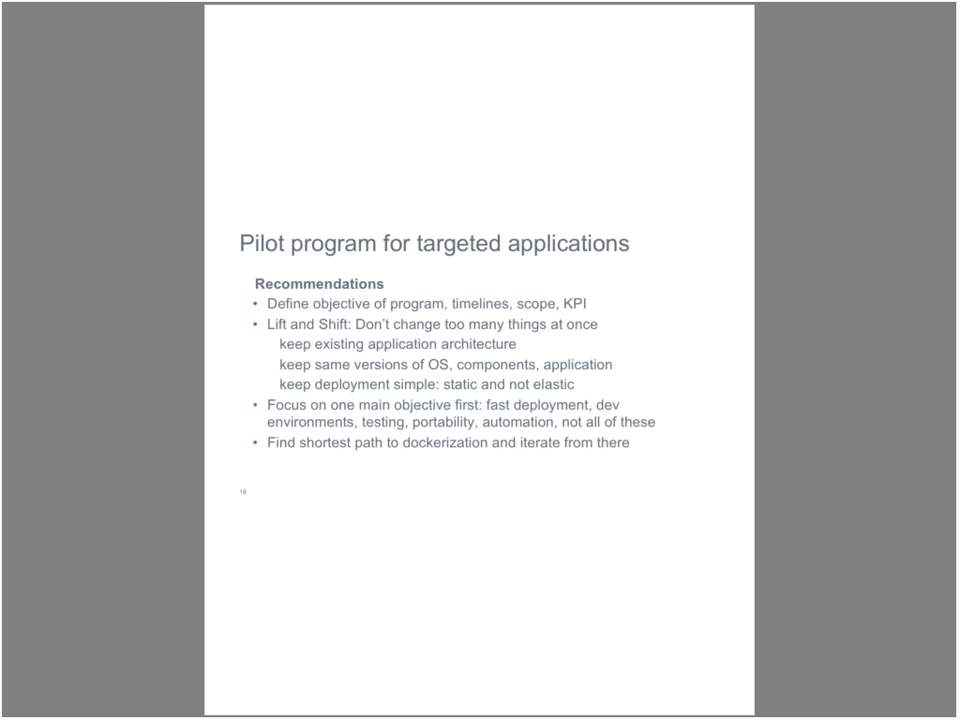 Pilot program for targeted applications
Recommendations
• Define objective of program, timelines, scope, KPI
• Lift and Shift: Don't change too many things at once
keep existing application architecture
keep same versions of OS, components, application
keep deployment simple: static and not elastic
• Focus on one main objective first: fast deployment, dev
environments, testing, portability, automation, not all of these
• Find shortest path to dockerization and iterate from there
16